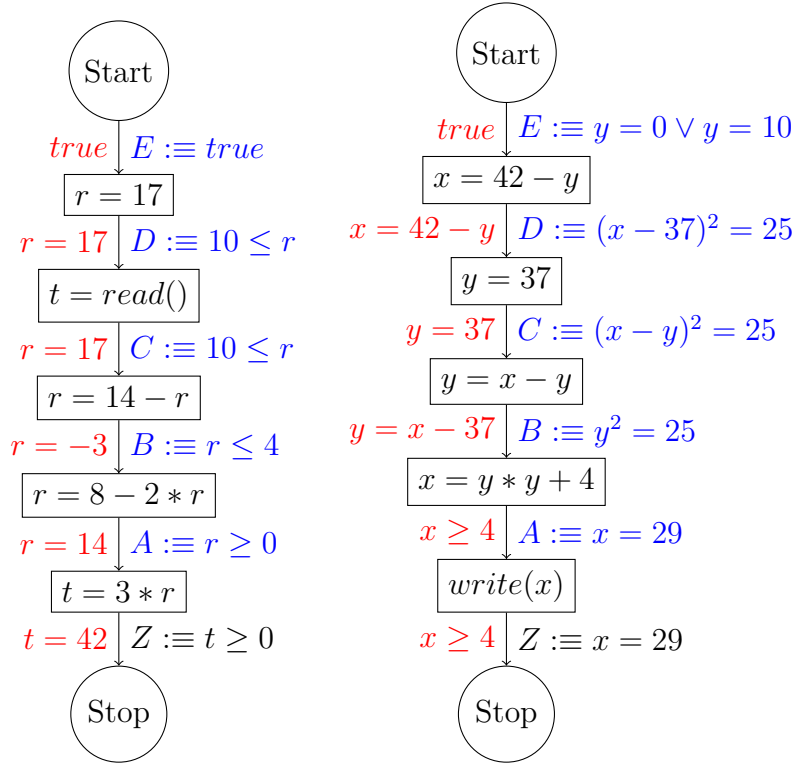 Start
true E :≡ true
r = 17
r = 17 D :≡ 10 ≤ r
t = read()
r = 17 C :≡ 10 ≤ r
r = 14 − r
r = −3 B :≡ r ≤ 4
r = 8 − 2 ∗ r
r = 14 A :≡ r ≥ 0
t = 3 ∗ r
t = 42 Z :≡ t ≥ 0
Stop
Start
true E :≡ y = 0 ∨ y = 10
x = 42 − y
x = 42 − y D :≡ (x − 37)² = 25
y = 37
y = 37 C :≡ (x − y)² = 25
y = x − y
y = x − 37 B :≡ y² = 25
x = y ∗ y + 4
x ≥ 4 A :≡ x = 29
write(x)
x ≥ 4 Z :≡ x = 29
Stop